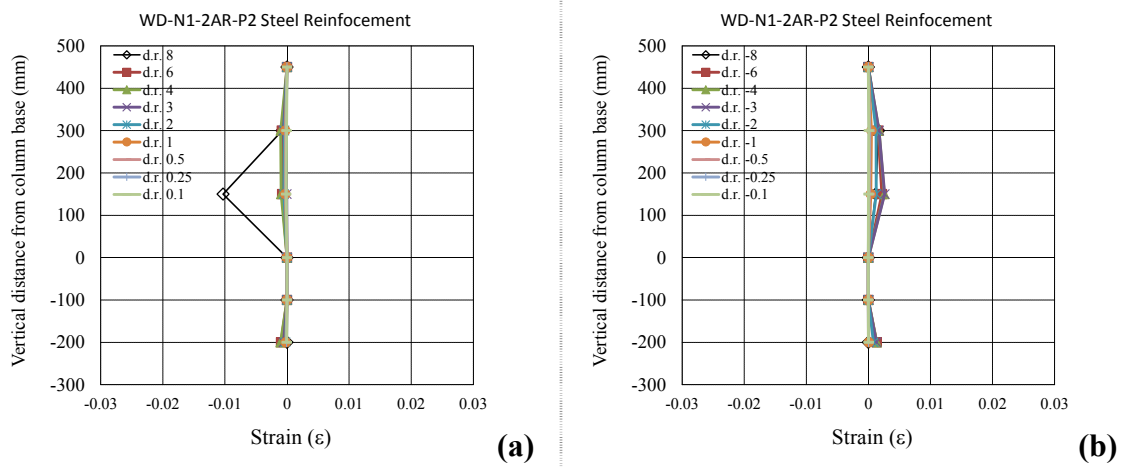 WD-N1-2AR-P2 Steel Reinfocement
Vertical distance from column base (mm)
500
400
300
200
100
0
-100
-200
-300
d.r. 8
d.r. 6
d.r. 4
d.r. 3
d.r. 2
d.r. 1
d.r. 0.5
d.r. 0.25
d.r. 0.1
-0.03
-0.02
-0.01
0
0.01
0.02
0.03
Strain (ε)
(a)
WD-N1-2AR-P2 Steel Reinfocement
Vertical distance from column base (mm)
500
400
300
200
100
0
-100
-200
-300
d.r. -8
d.r. -6
d.r. -4
d.r. -3
d.r. -2
d.r. -1
d.r. -0.5
d.r. -0.25
d.r. -0.1
-0.03
-0.02
-0.01
0
0.01
0.02
0.03
Strain (ε)
(b)